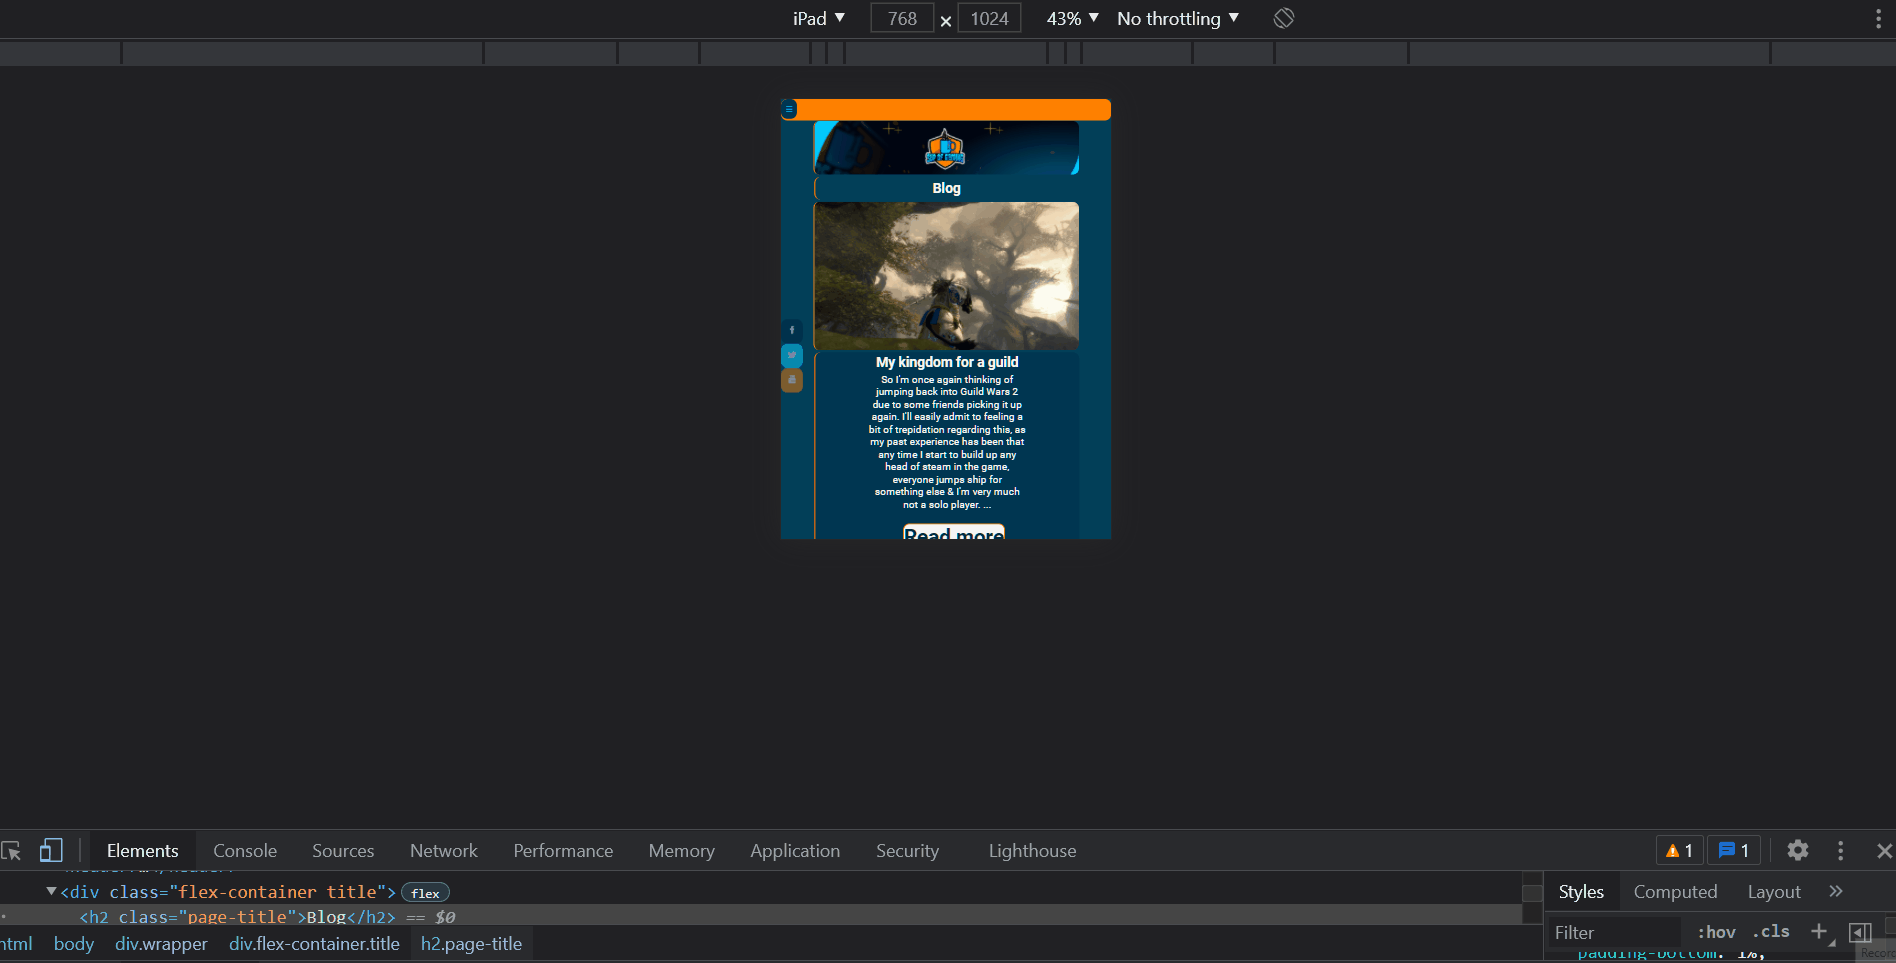 iPad ▼ 768 × 1024 43% ▼ No throttling ▼
Blog
My kingdom for a guild
So I'm once again thinking of
jumping back into Guild Wars 2
due to some friends picking it up
again. I'll easily admit to feeling a
bit of trepidation regarding this, as
my past experience has been that
any time I start to build up any
head of steam in the game,
everyone jumps ship for
something else & I'm very much
not a solo player. ...
Read more
Elements Console Sources Network Performance Memory Application Security Lighthouse 1 1
▼<div class="flex-container title"> flex
<h2 class="page-title">Blog</h2> == $0
html body div.wrapper div.flex-container.title h2.page-title
Styles Computed Layout »
Filter :hov .cls +
padding-bottom: 1%;